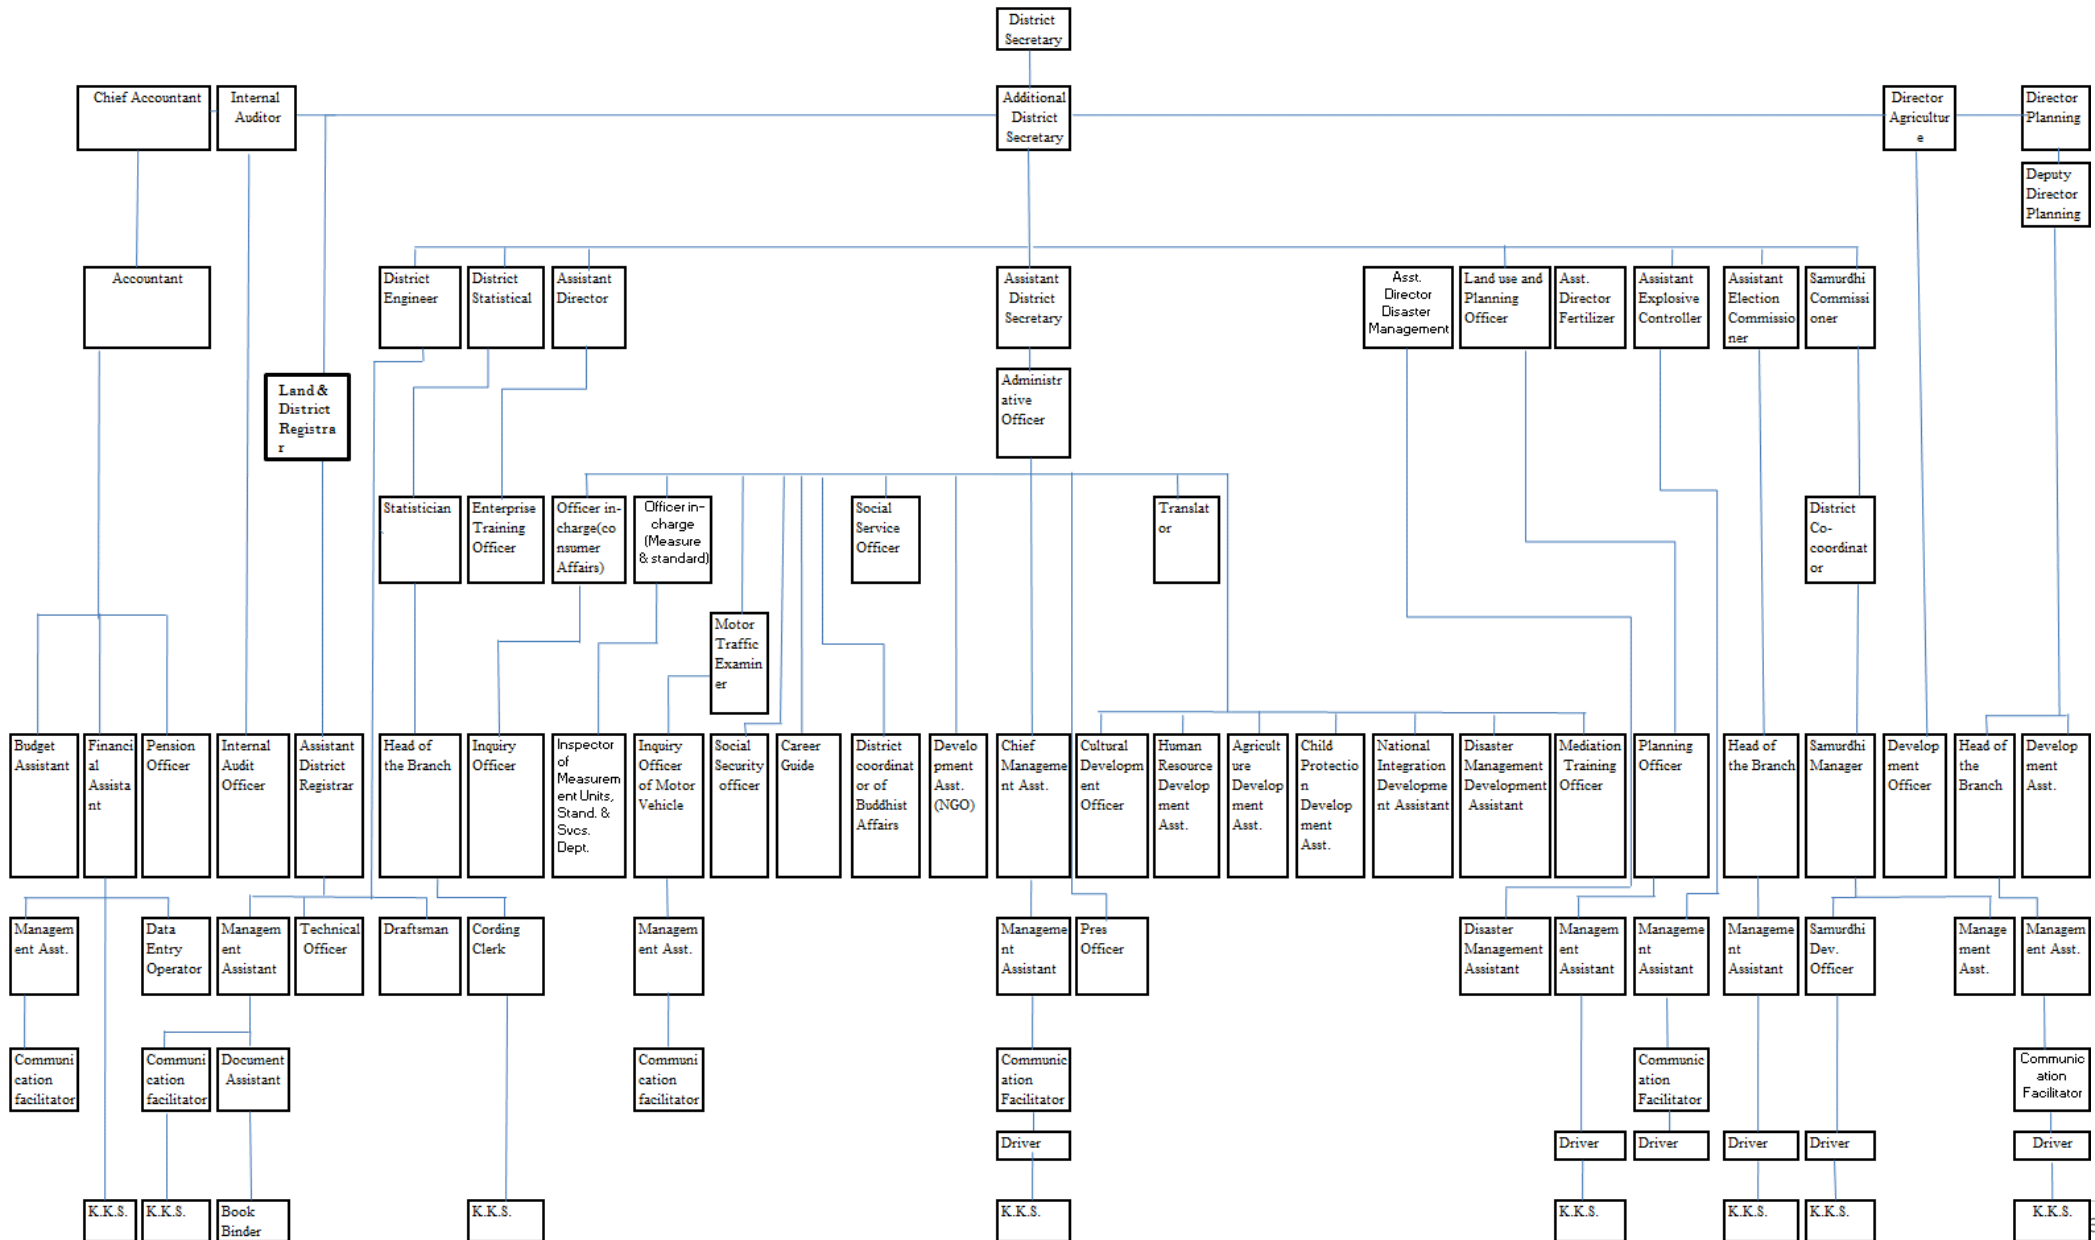 District
Secretary
Chief Accountant
Internal
Auditor
Additional
District
Secretary
Director
Agricultur
e
Director
Planning
Deputy
Director
Planning
Accountant
District
Engineer
District
Statistical
Assistant
Director
Assistant
District
Secretary
Asst.
Director
Disaster
Management
Land use and
Planning
Officer
Asst.
Director
Fertilizer
Assistant
Explosive
Controller
Assistant
Election
Commissio
ner
Samurdhi
Commissi
oner
Land &
District
Registra
r
Administr
ative
Officer
Statistician
Enterprise
Training
Officer
Officer in-
charge(co
nsumer
Affairs)
Officer in-
charge
(Measure
& standard)
Social
Service
Officer
Translat
or
District
Co-
coordinat
or
Motor
Traffic
Examin
er
Budget
Assistant
Financi
al
Assista
nt
Pension
Officer
Internal
Audit
Officer
Assistant
District
Registrar
Head of
the Branch
Inquiry
Officer
Inspector
of
Measurem
ent Units,
Stand. &
Svcs.
Dept.
Inquiry
Officer
of Motor
Vehicle
Social
Security
officer
Career
Guide
District
coordinat
or of
Buddhist
Affairs
Develo
pment
Asst.
(NGO)
Chief
Manageme
nt Asst.
Cultural
Developm
ent
Officer
Human
Resource
Develop
ment
Asst.
Agricult
ure
Develop
ment
Asst.
Child
Protectio
n
Develop
ment
Asst.
National
Integration
Developme
nt Assistant
Disaster
Management
Development
Assistant
Mediation
Training
Officer
Planning
Officer
Head of
the Branch
Samurdhi
Manager
Develop
ment
Officer
Head of
the
Branch
Develop
ment
Asst.
Managem
ent Asst.
Data
Entry
Operator
Managem
ent
Assistant
Technical
Officer
Draftsman
Cording
Clerk
Managem
ent Asst.
Manageme
nt
Assistant
Pres
Officer
Disaster
Management
Assistant
Managem
ent
Assistant
Manageme
nt
Assistant
Manageme
nt
Assistant
Samurdhi
Dev.
Officer
Manage
ment
Asst.
Managem
ent Asst.
Communi
cation
facilitator
Communi
cation
facilitator
Document
Assistant
Communi
cation
facilitator
Communic
ation
Facilitator
Communic
ation
Facilitator
Communic
ation
Facilitator
Driver
Driver
Driver
Driver
Driver
Driver
K.K.S.
K.K.S.
Book
Binder
K.K.S.
K.K.S.
K.K.S.
K.K.S.
K.K.S.
K.K.S.